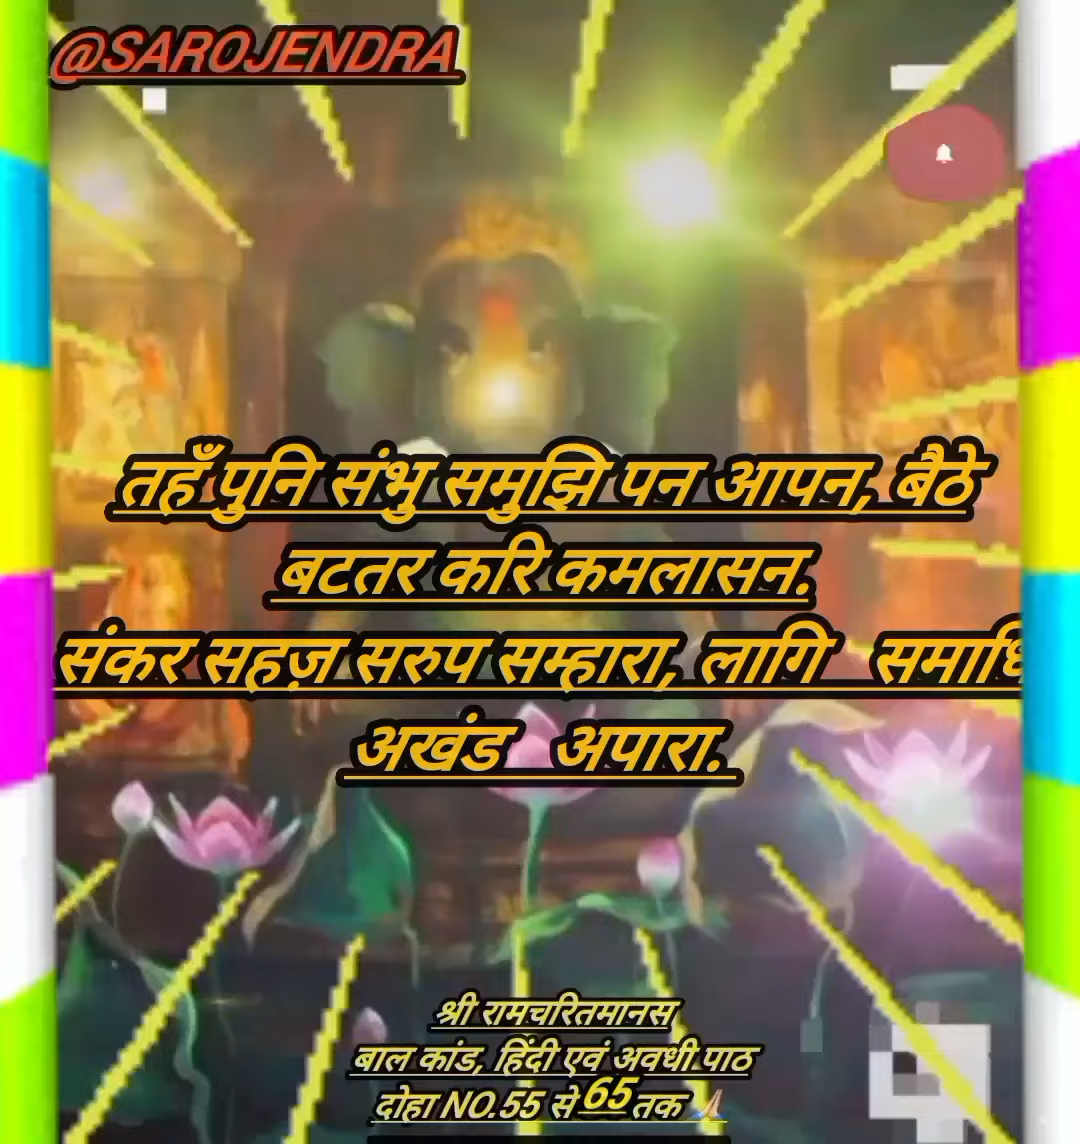 @SAROJENDRA
तहँ पुनि संभु समुझि पन आपन, बैठे
बटतर करि कमलासन.
संकर सहज़ सरुप सम्हारा, लागि समाधि
अखंड अपारा.
श्री रामचरितमानस
बाल कांड, हिंदी एवं अवधी पाठ
दोहा NO.55 से 65 तक 🙏🏼